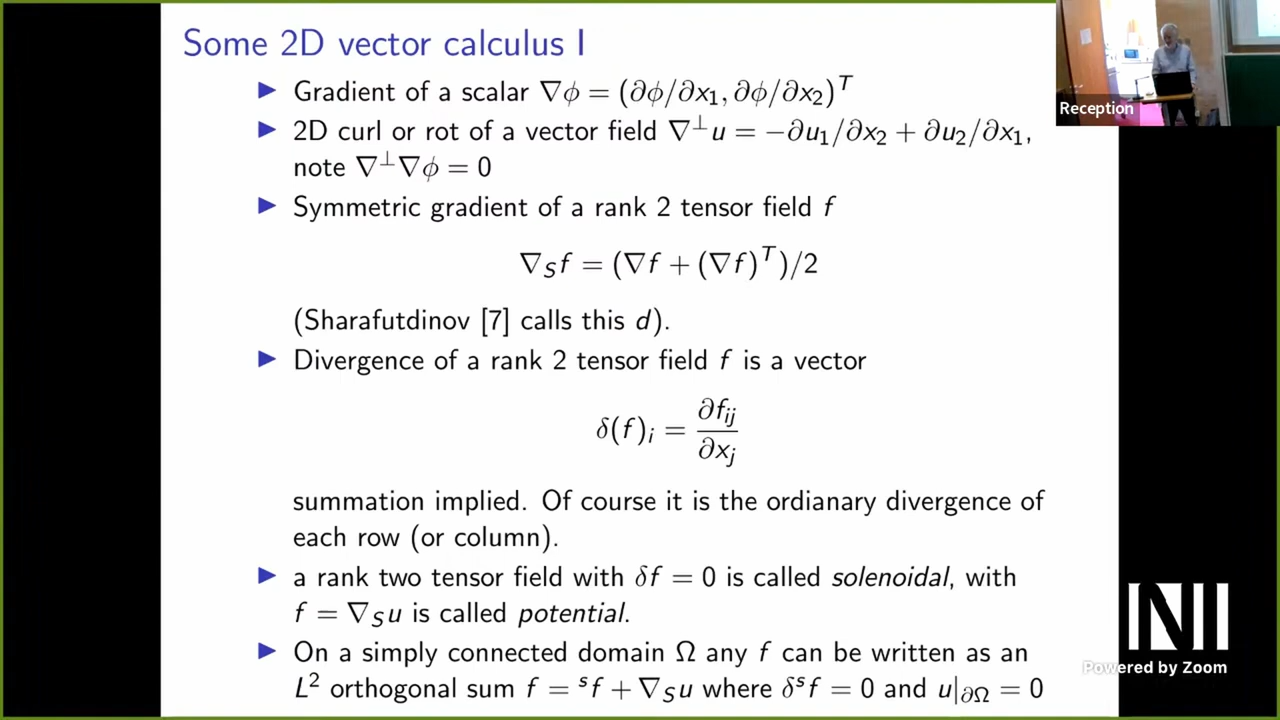 Some 2D vector calculus I
▶ Gradient of a scalar ∇ϕ = (∂ϕ/∂x₁, ∂ϕ/∂x₂)ᵀ
▶ 2D curl or rot of a vector field ∇⊥u = −∂u₁/∂x₂ + ∂u₂/∂x₁,
note ∇⊥∇ϕ = 0
▶ Symmetric gradient of a rank 2 tensor field f
∇_S f = (∇f + (∇f)ᵀ)/2
(Sharafutdinov [7] calls this d).
▶ Divergence of a rank 2 tensor field f is a vector
δ(f)ᵢ = ∂fᵢⱼ/∂xⱼ
summation implied. Of course it is the ordianary divergence of
each row (or column).
▶ a rank two tensor field with δf = 0 is called solenoidal, with
f = ∇_S u is called potential.
▶ On a simply connected domain Ω any f can be written as an
L² orthogonal sum f = ˢf + ∇_S u where δˢf = 0 and u|_∂Ω = 0
Reception
INI
Powered by Zoom